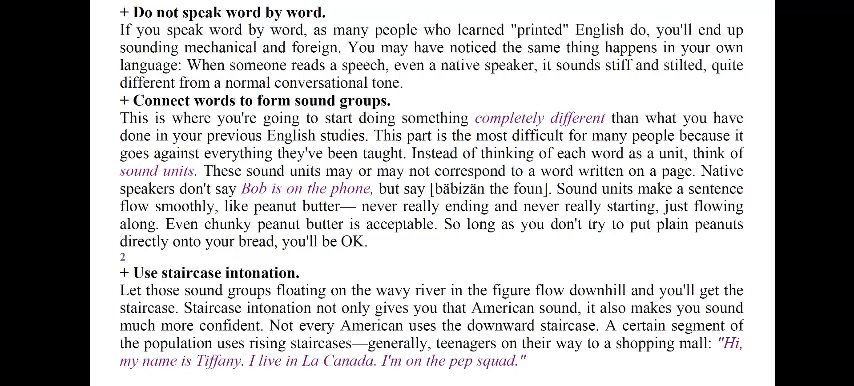 + Do not speak word by word.
If you speak word by word, as many people who learned "printed" English do, you'll end up
sounding mechanical and foreign. You may have noticed the same thing happens in your own
language: When someone reads a speech, even a native speaker, it sounds stiff and stilted, quite
different from a normal conversational tone.
+ Connect words to form sound groups.
This is where you're going to start doing something completely different than what you have
done in your previous English studies. This part is the most difficult for many people because it
goes against everything they've been taught. Instead of thinking of each word as a unit, think of
sound units. These sound units may or may not correspond to a word written on a page. Native
speakers don't say Bob is on the phone, but say [bäbizän the foun]. Sound units make a sentence
flow smoothly, like peanut butter— never really ending and never really starting, just flowing
along. Even chunky peanut butter is acceptable. So long as you don't try to put plain peanuts
directly onto your bread, you'll be OK.
2
+ Use staircase intonation.
Let those sound groups floating on the wavy river in the figure flow downhill and you'll get the
staircase. Staircase intonation not only gives you that American sound, it also makes you sound
much more confident. Not every American uses the downward staircase. A certain segment of
the population uses rising staircases—generally, teenagers on their way to a shopping mall: "Hi,
my name is Tiffany. I live in La Canada. I'm on the pep squad."